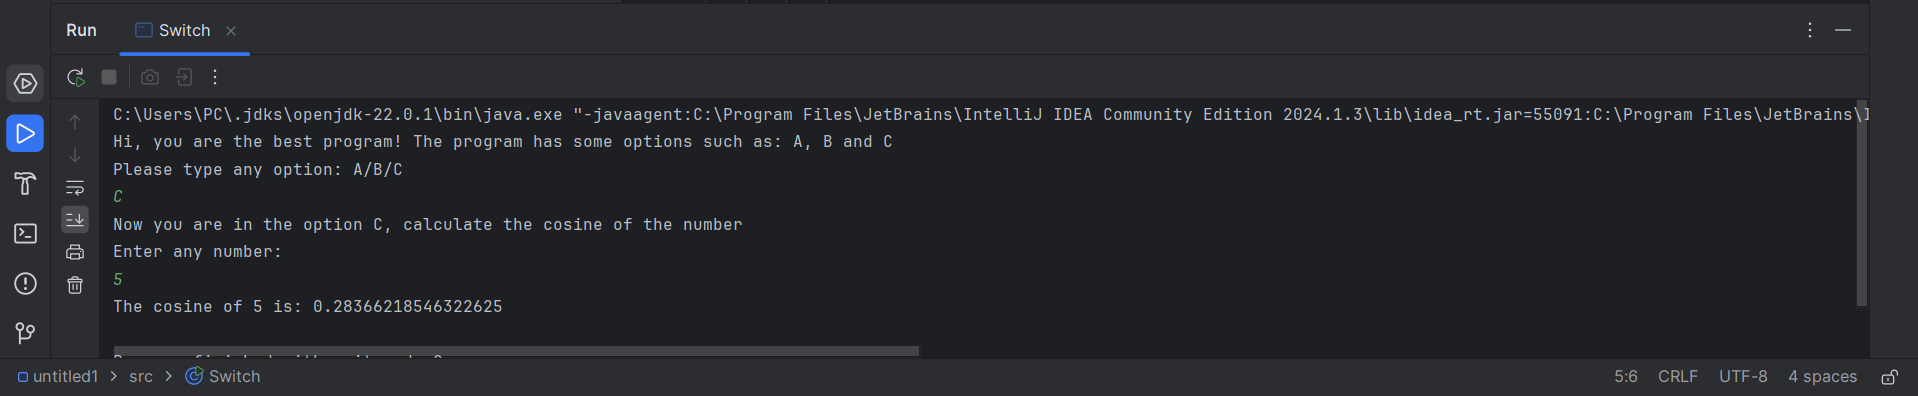 Run Switch
C:\Users\PC\.jdks\openjdk-22.0.1\bin\java.exe "-javaagent:C:\Program Files\JetBrains\IntelliJ IDEA Community Edition 2024.1.3\lib\idea_rt.jar=55091:C:\Program Files\JetBrains\I
Hi, you are the best program! The program has some options such as: A, B and C
Please type any option: A/B/C
C
Now you are in the option C, calculate the cosine of the number
Enter any number:
5
The cosine of 5 is: 0.28366218546322625
untitled1 > src > Switch 5:6 CRLF UTF-8 4 spaces